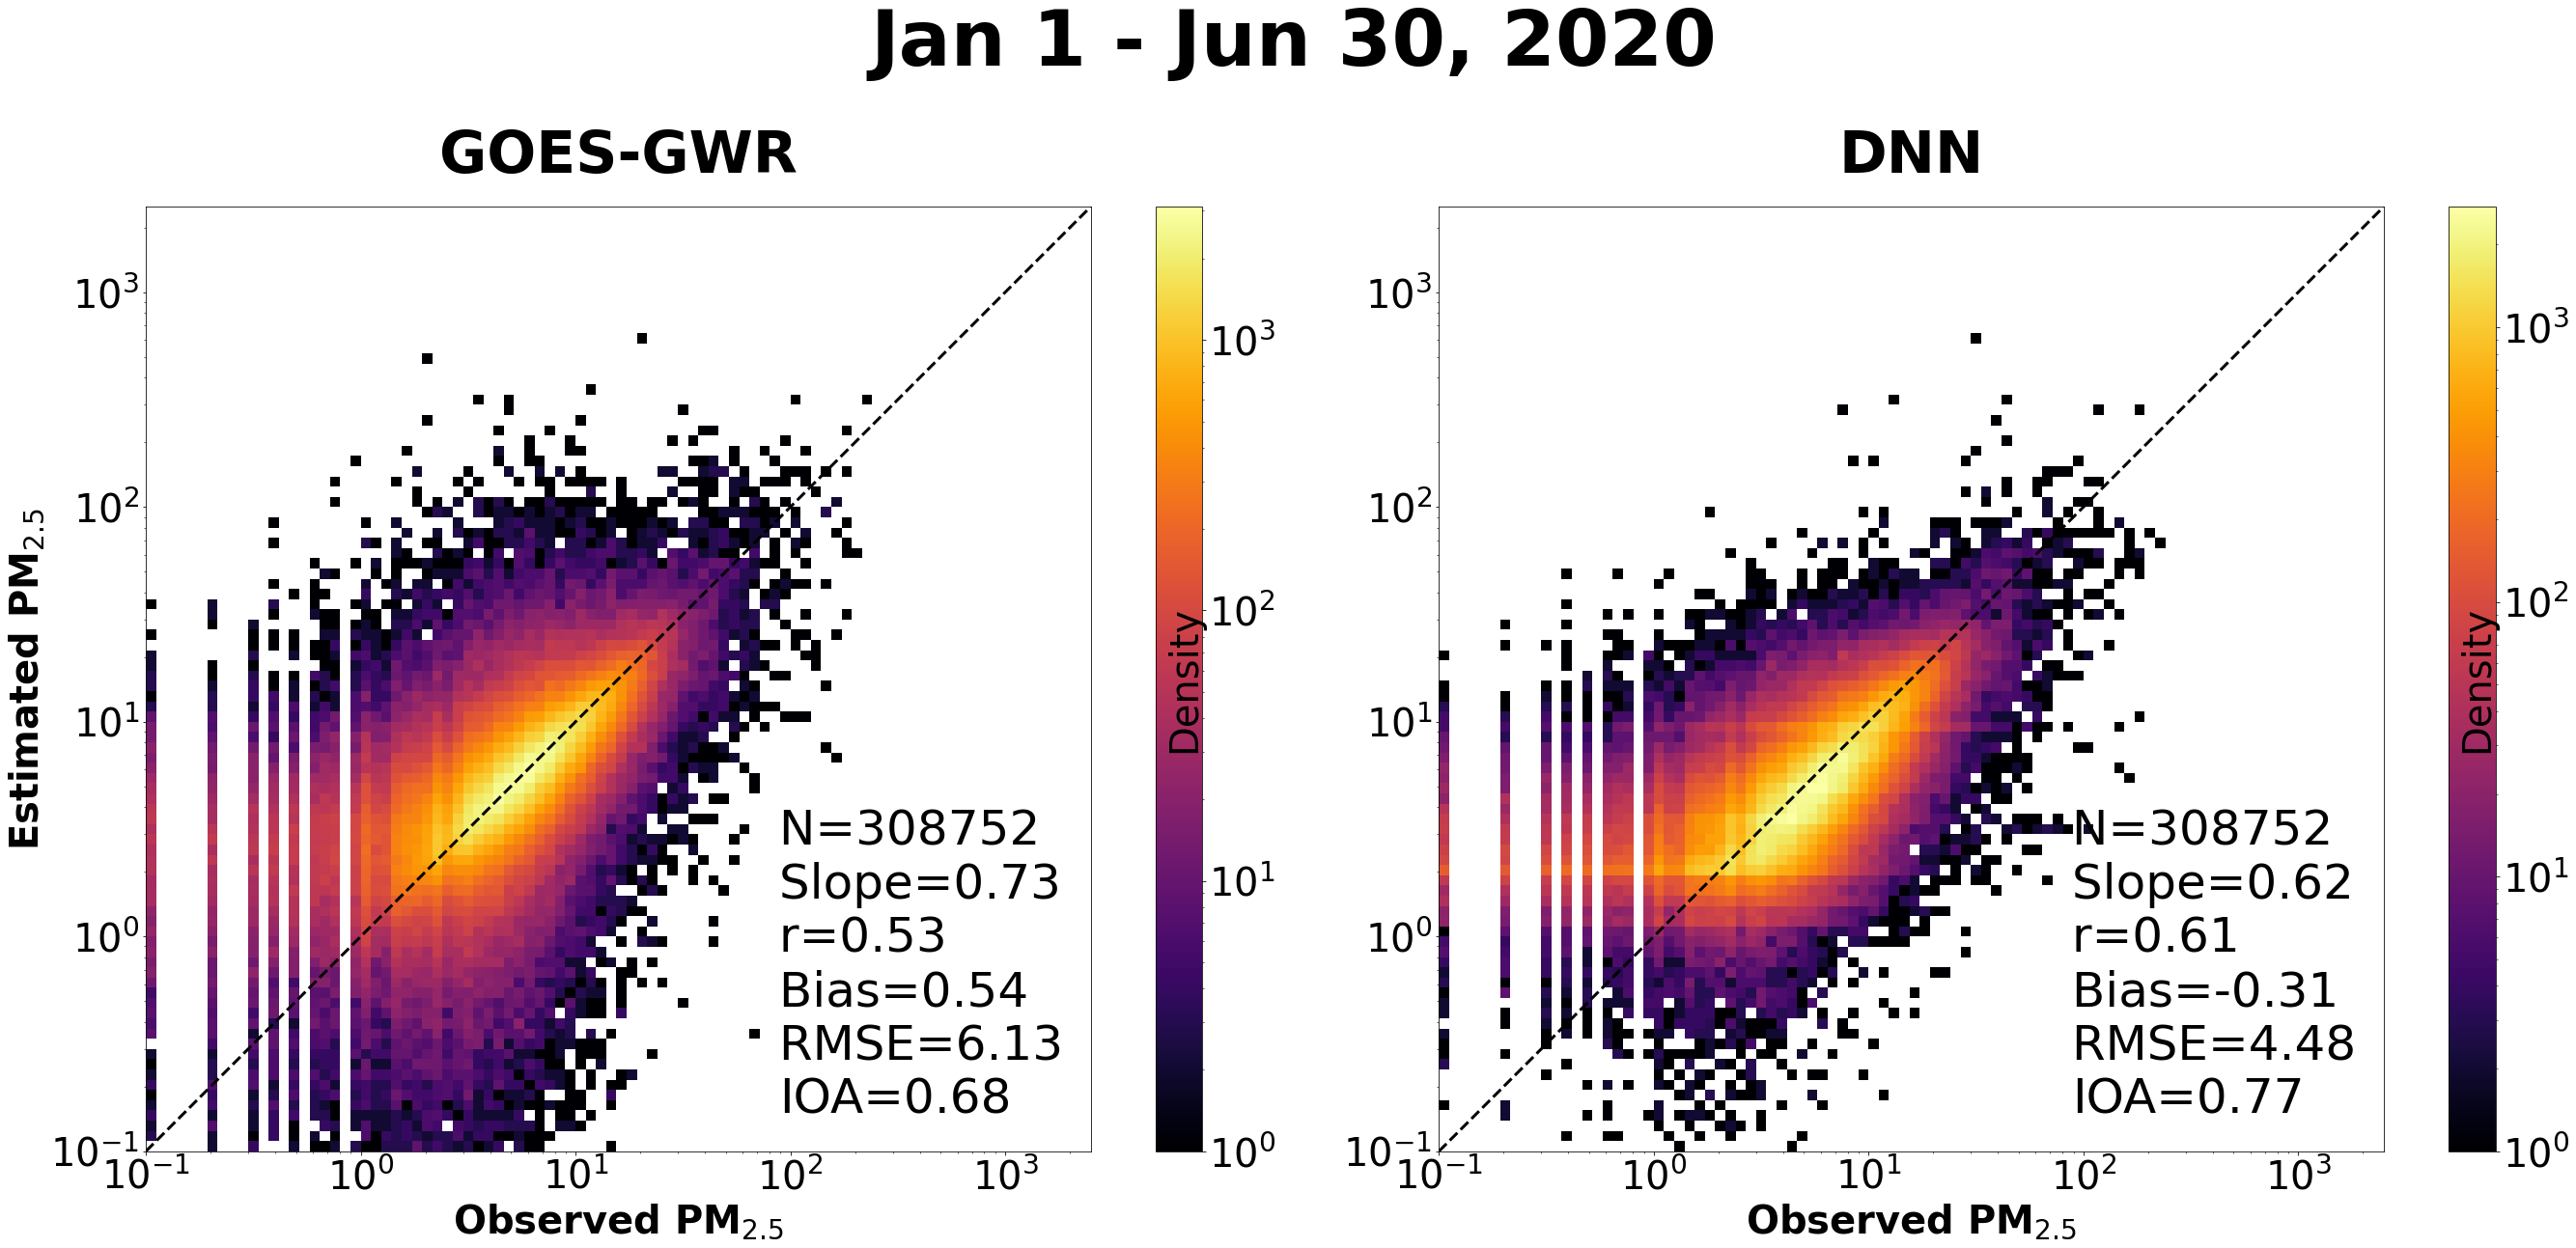 Jan 1 - Jun 30, 2020
GOES-GWR
Estimated PM₂.₅
10³
10²
10¹
10⁰
10⁻¹
10⁻¹ 10⁰ 10¹ 10² 10³
Observed PM₂.₅
N=308752
Slope=0.73
r=0.53
Bias=0.54
RMSE=6.13
IOA=0.68
Density
10³
10²
10¹
10⁰
DNN
10³
10²
10¹
10⁰
10⁻¹
10⁻¹ 10⁰ 10¹ 10² 10³
Observed PM₂.₅
N=308752
Slope=0.62
r=0.61
Bias=-0.31
RMSE=4.48
IOA=0.77
Density
10³
10²
10¹
10⁰